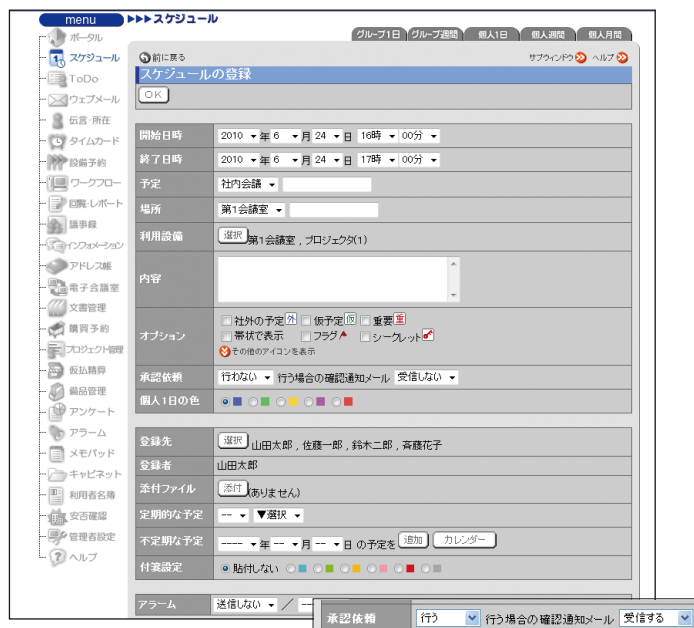 menu
▶▶▶スケジュール
グループ1日 グループ週間 個人1日 個人週間 個人月間
ポータル
スケジュール
ToDo
ウェブメール
伝言・所在
タイムカード
設備予約
ワークフロー
回覧・レポート
議事録
インフォメーション
アドレス帳
電子会議室
文書管理
購買予約
プロジェクト管理
仮払精算
備品管理
アンケート
アラーム
メモパッド
キャビネット
利用者名簿
安否確認
管理者設定
ヘルプ
前に戻る サブウィンドウ ヘルプ
スケジュールの登録
OK
開始日時 2010 年 6 月 24 日 16時 00分
終了日時 2010 年 6 月 24 日 17時 00分
予定 社内会議
場所 第1会議室
利用設備 選択 第1会議室 , プロジェクタ(1)
内容
オプション 社外の予定 外 仮予定 仮 重要 重
帯状で表示 フラグ シークレット
その他のアイコンを表示
承認依頼 行わない 行う場合の確認通知メール 受信しない
個人1日の色
登録先 選択 山田太郎 , 佐藤一郎 , 鈴木二郎 , 斉藤花子
登録者 山田太郎
添付ファイル 添付 (ありません)
定期的な予定 -- ▼選択
不定期な予定 ---- 年 -- 月 -- 日 の予定を 追加 カレンダー
付箋設定 貼付しない
アラーム 送信しない / --
承認依頼 行う 行う場合の確認通知メール 受信する